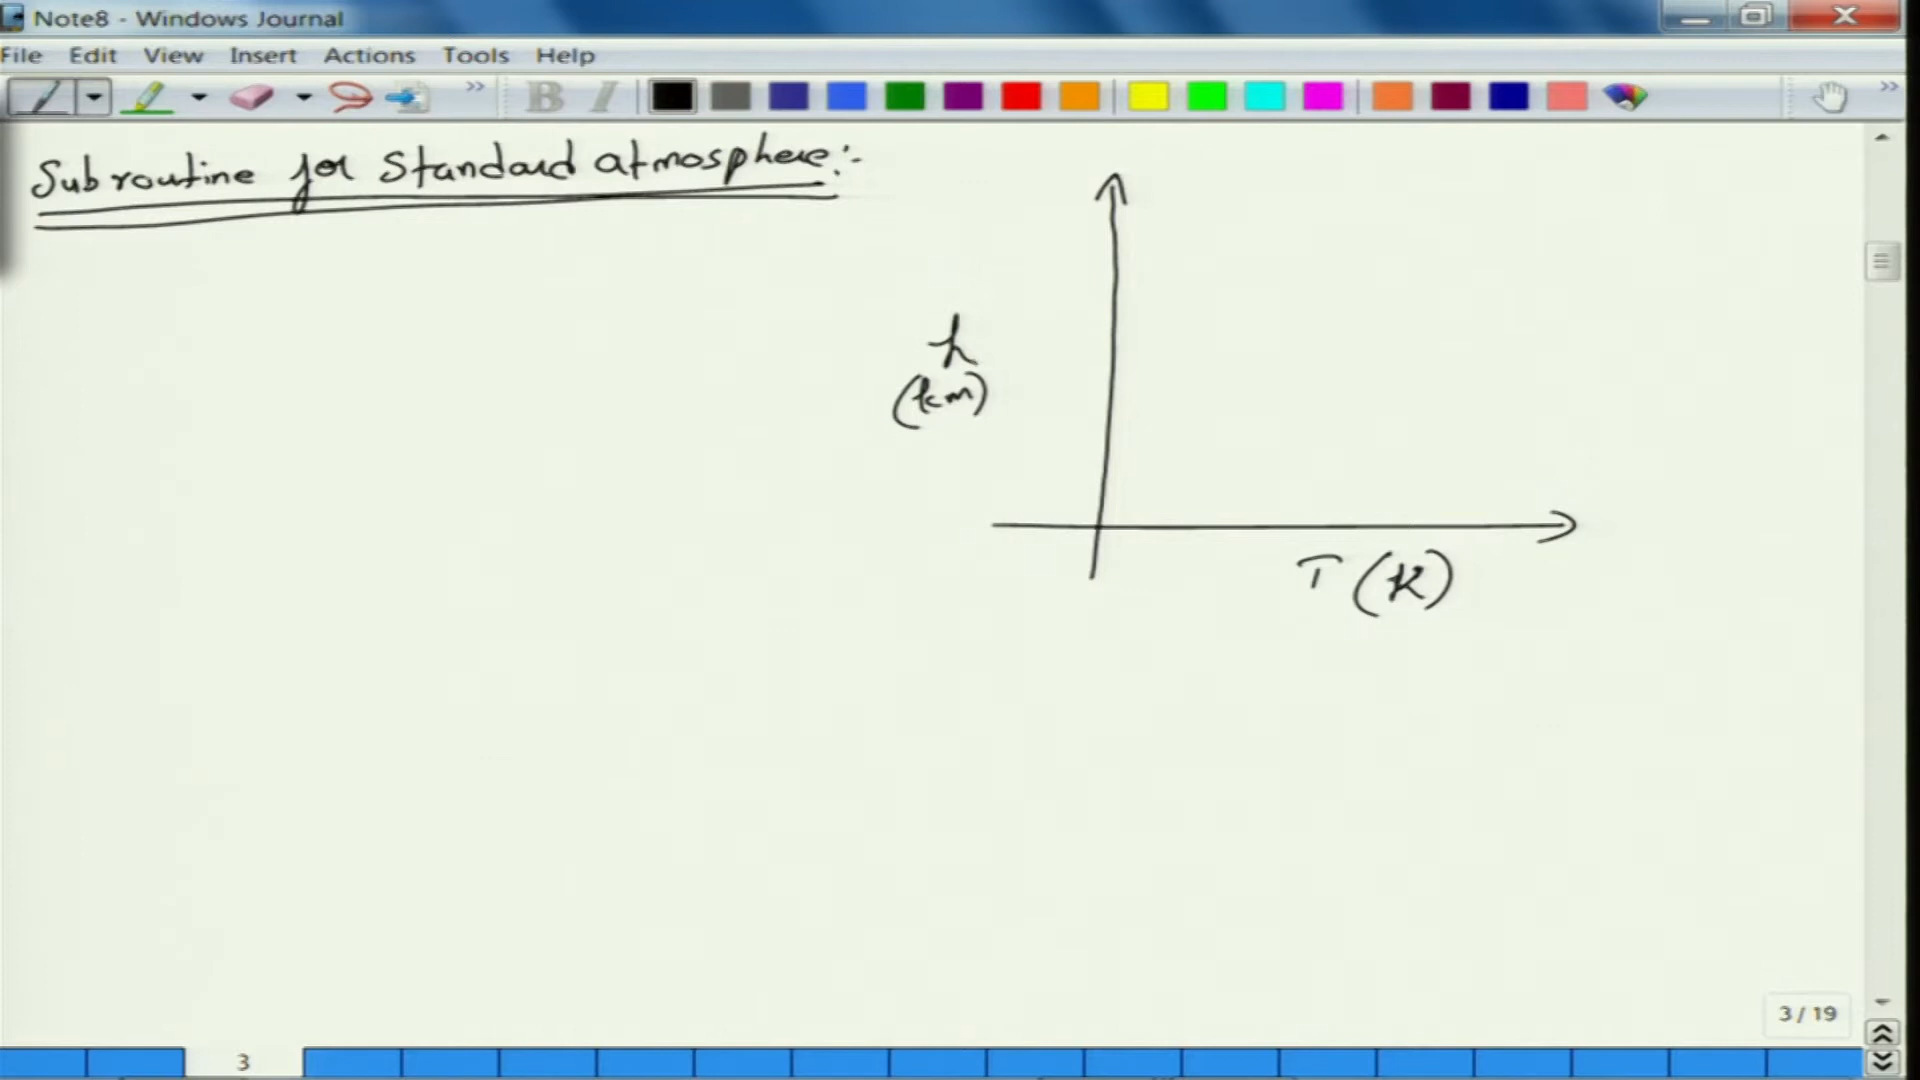 Note8 - Windows Journal
File Edit View Insert Actions Tools Help
B I
Subroutine for Standard atmosphere:-
h
(km)
T (K)
3 / 19
3